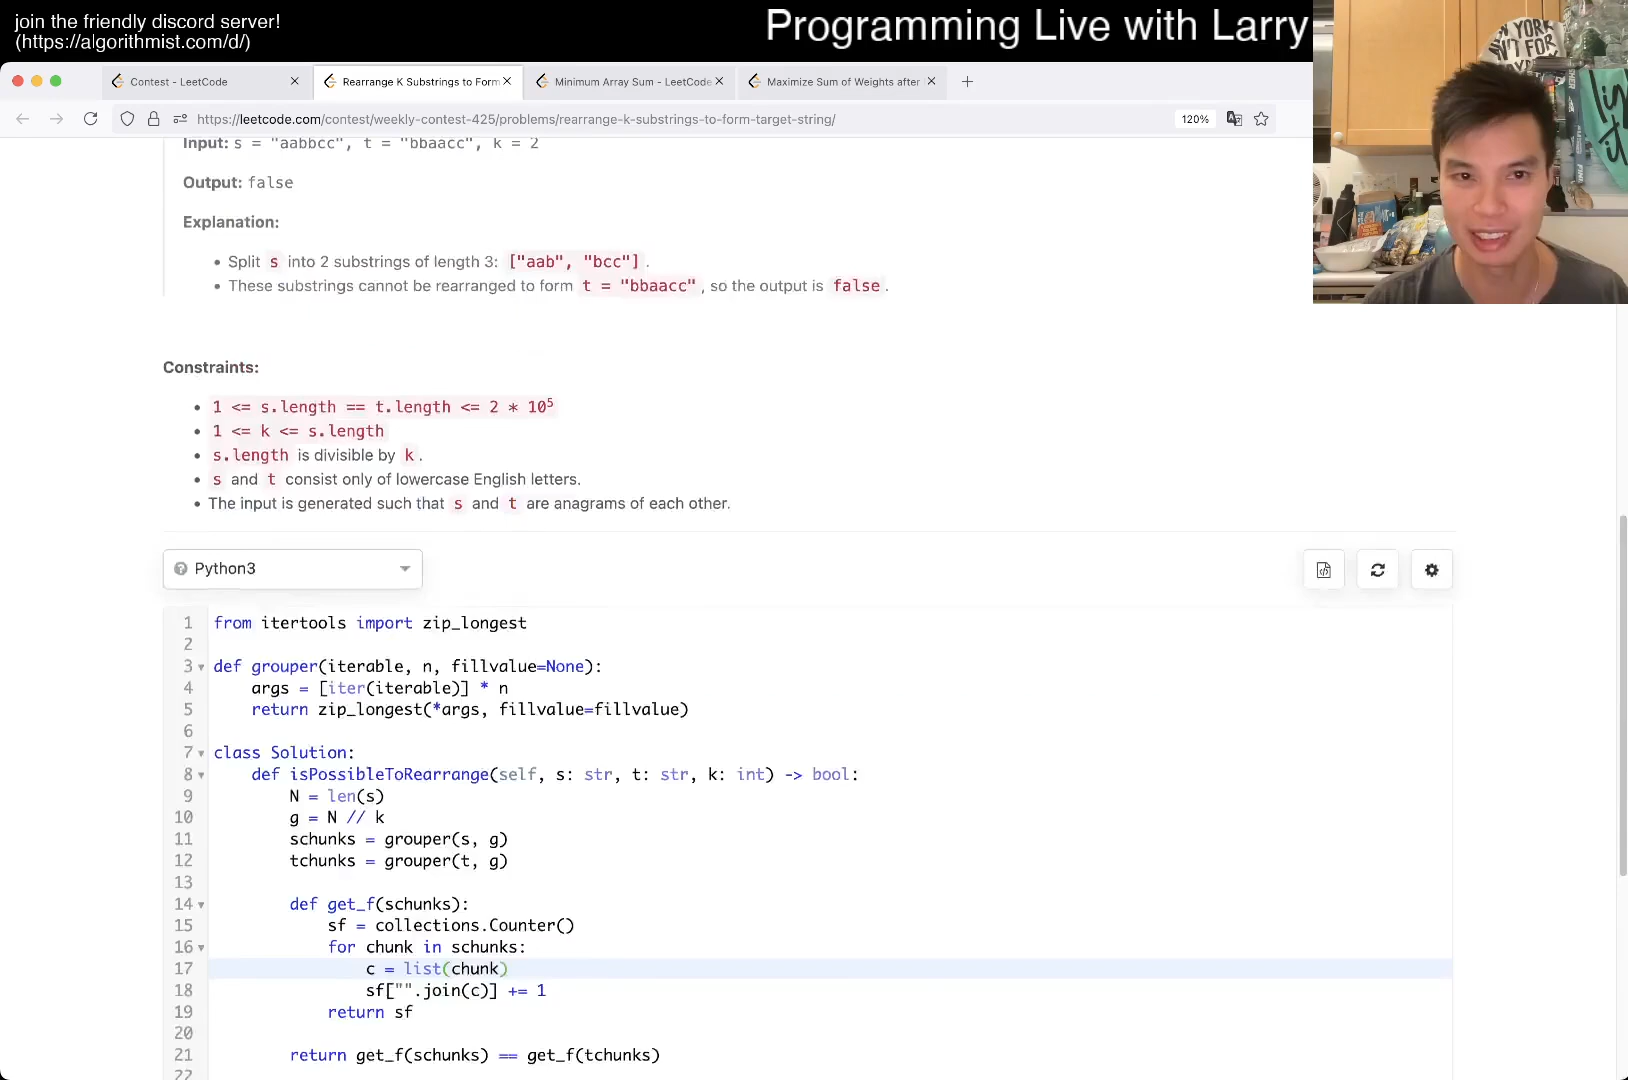 join the friendly discord server!
(https://algorithmist.com/d/)
Programming Live with Larry
Contest - LeetCode
Rearrange K Substrings to Form
Minimum Array Sum - LeetCode
Maximize Sum of Weights after
https://leetcode.com/contest/weekly-contest-425/problems/rearrange-k-substrings-to-form-target-string/
120%
Input: s = "aabbcc", t = "bbaacc", k = 2
Output: false
Explanation:
• Split s into 2 substrings of length 3: ["aab", "bcc"] .
• These substrings cannot be rearranged to form t = "bbaacc" , so the output is false .
Constraints:
• 1 <= s.length == t.length <= 2 * 10⁵
• 1 <= k <= s.length
• s.length is divisible by k .
• s and t consist only of lowercase English letters.
• The input is generated such that s and t are anagrams of each other.
Python3
1 from itertools import zip_longest
2
3 def grouper(iterable, n, fillvalue=None):
4     args = [iter(iterable)] * n
5     return zip_longest(*args, fillvalue=fillvalue)
6
7 class Solution:
8     def isPossibleToRearrange(self, s: str, t: str, k: int) -> bool:
9         N = len(s)
10         g = N // k
11         schunks = grouper(s, g)
12         tchunks = grouper(t, g)
13
14         def get_f(schunks):
15             sf = collections.Counter()
16             for chunk in schunks:
17                 c = list(chunk)
18                 sf["".join(c)] += 1
19             return sf
20
21         return get_f(schunks) == get_f(tchunks)
22